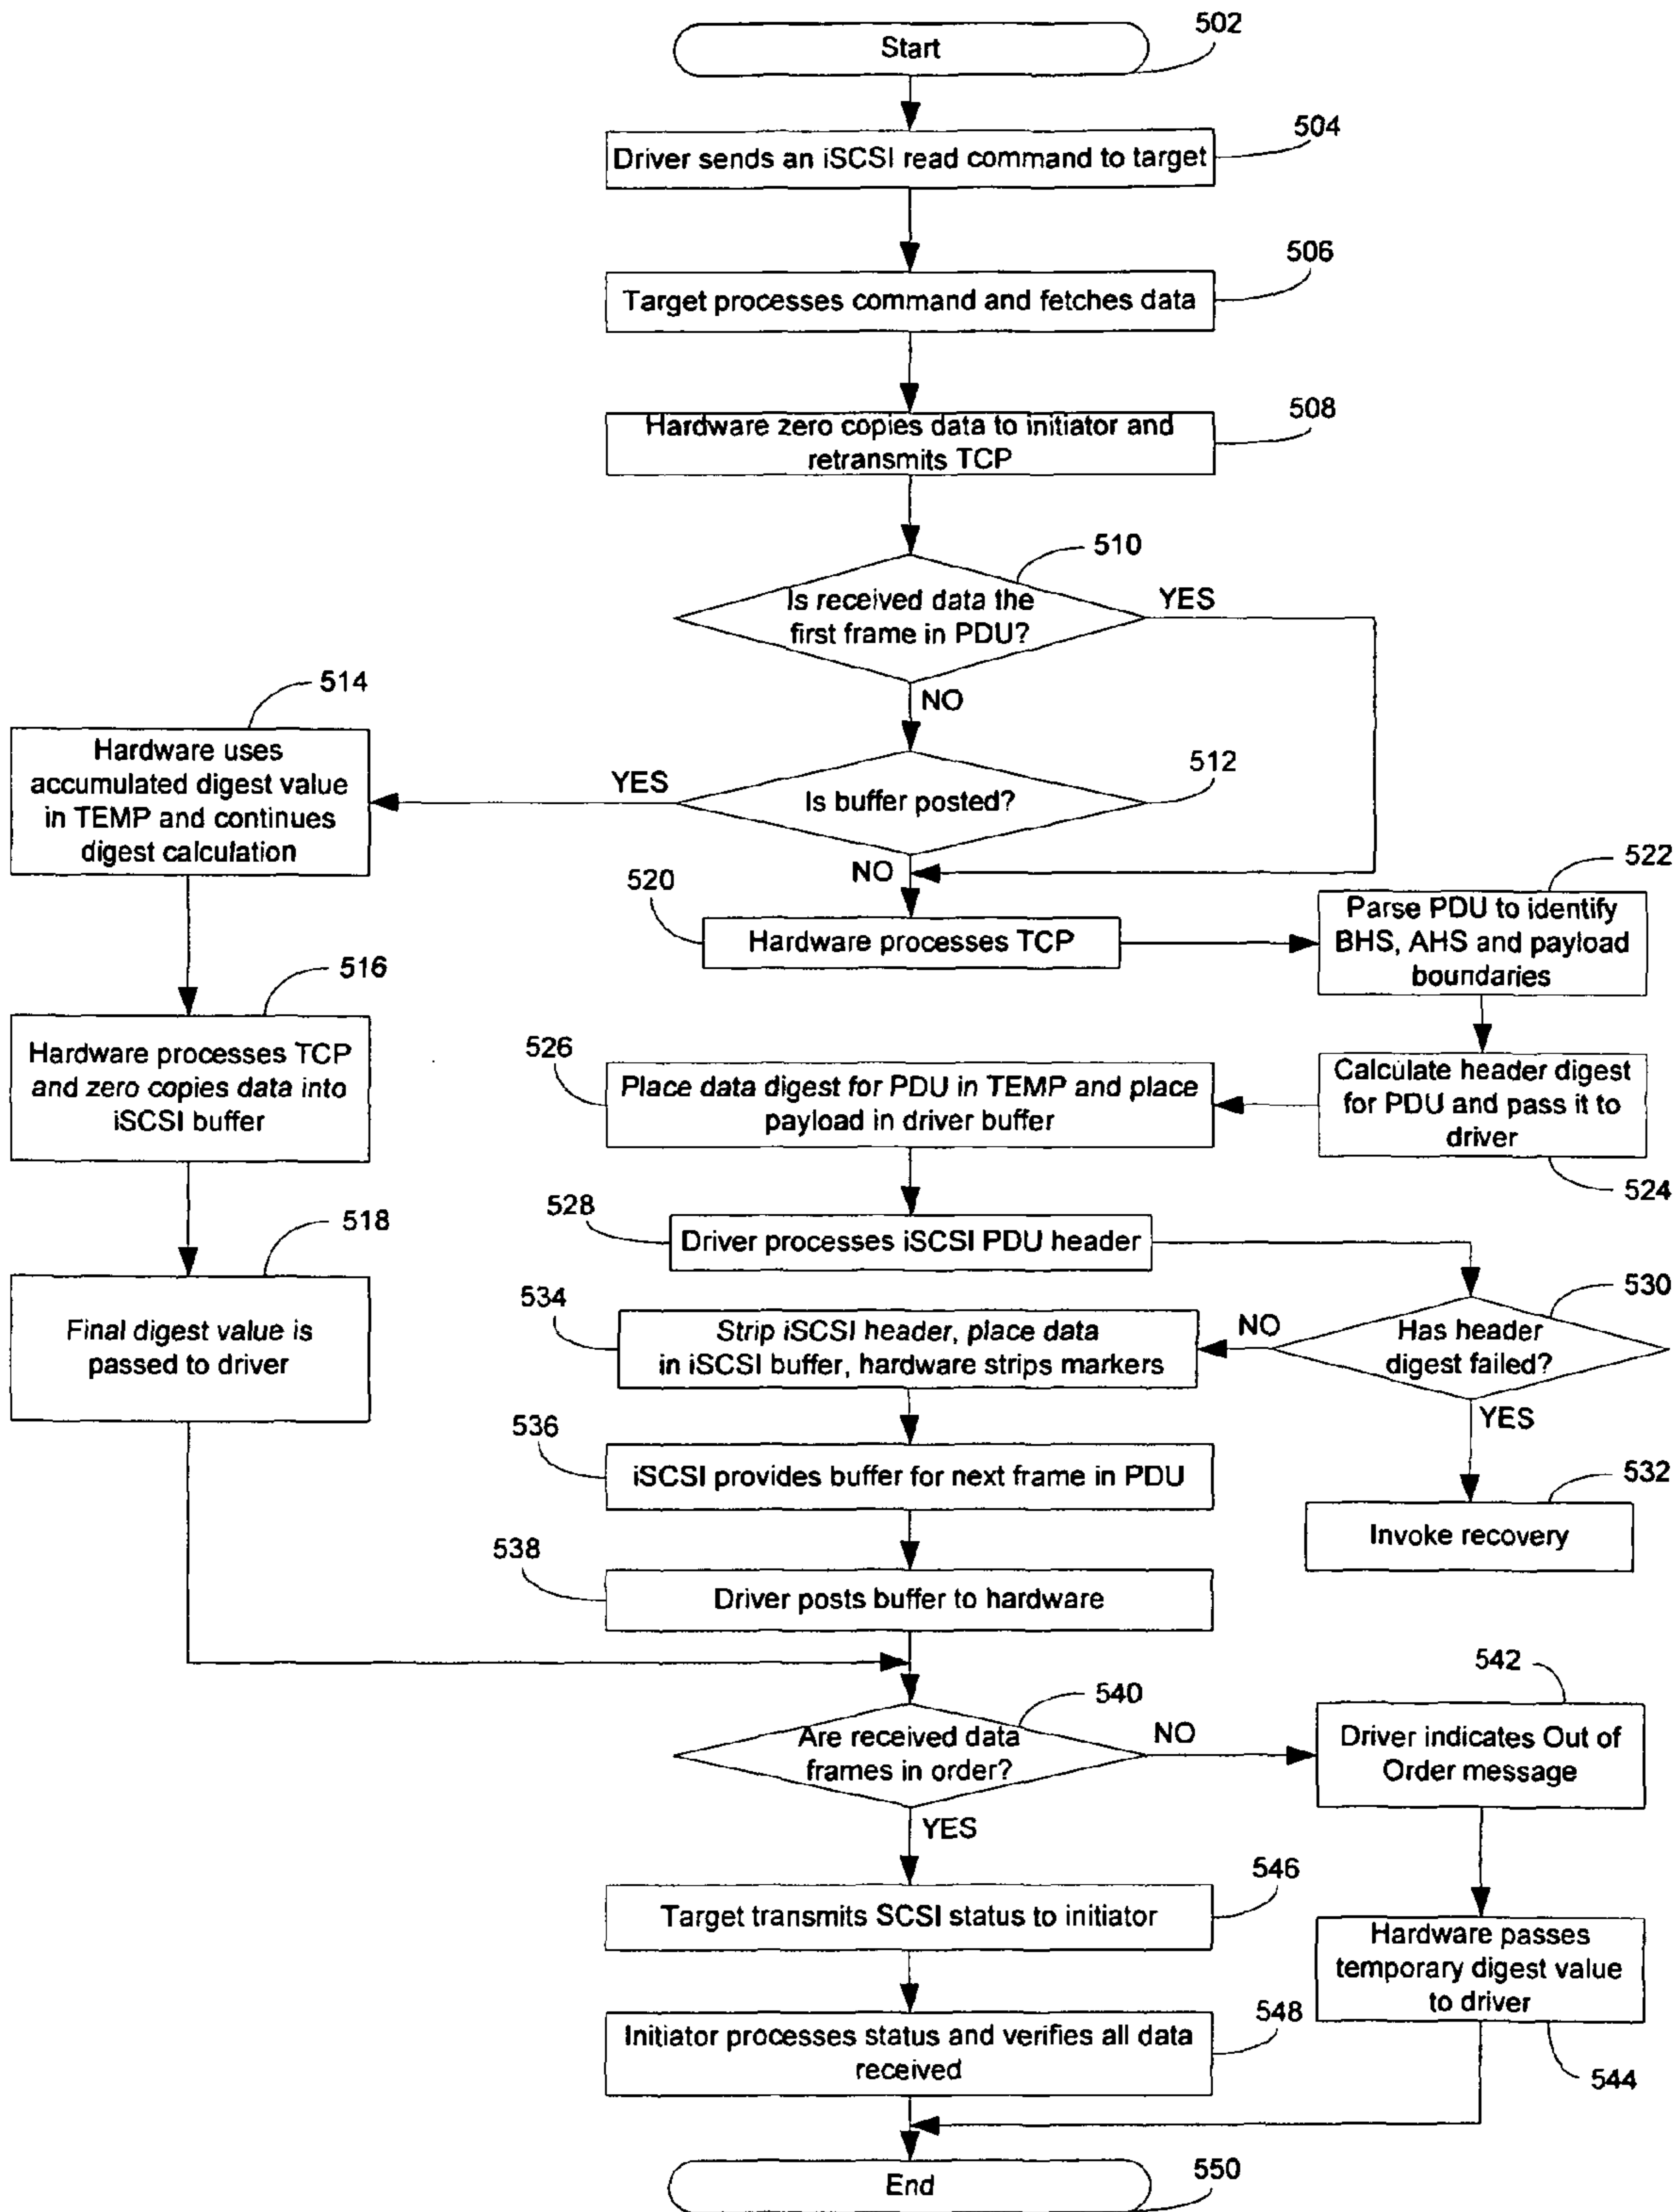 502
Start
504
Driver sends an iSCSI read command to target
506
Target processes command and fetches data
508
Hardware zero copies data to initiator and
retransmits TCP
510
Is received data the
first frame in PDU?
YES
NO
514
Hardware uses
accumulated digest value
in TEMP and continues
digest calculation
YES
512
Is buffer posted?
NO
520
Hardware processes TCP
522
Parse PDU to identify
BHS, AHS and payload
boundaries
516
Hardware processes TCP
and zero copies data into
iSCSI buffer
526
Place data digest for PDU in TEMP and place
payload in driver buffer
Calculate header digest
for PDU and pass it to
driver
524
518
Final digest value is
passed to driver
528
Driver processes iSCSI PDU header
530
Has header
digest failed?
NO
YES
534
Strip iSCSI header, place data
in iSCSI buffer, hardware strips markers
536
iSCSI provides buffer for next frame in PDU
532
Invoke recovery
538
Driver posts buffer to hardware
540
Are received data
frames in order?
NO
YES
542
Driver indicates Out of
Order message
546
Target transmits SCSI status to initiator
Hardware passes
temporary digest value
to driver
544
548
Initiator processes status and verifies all data
received
End
550